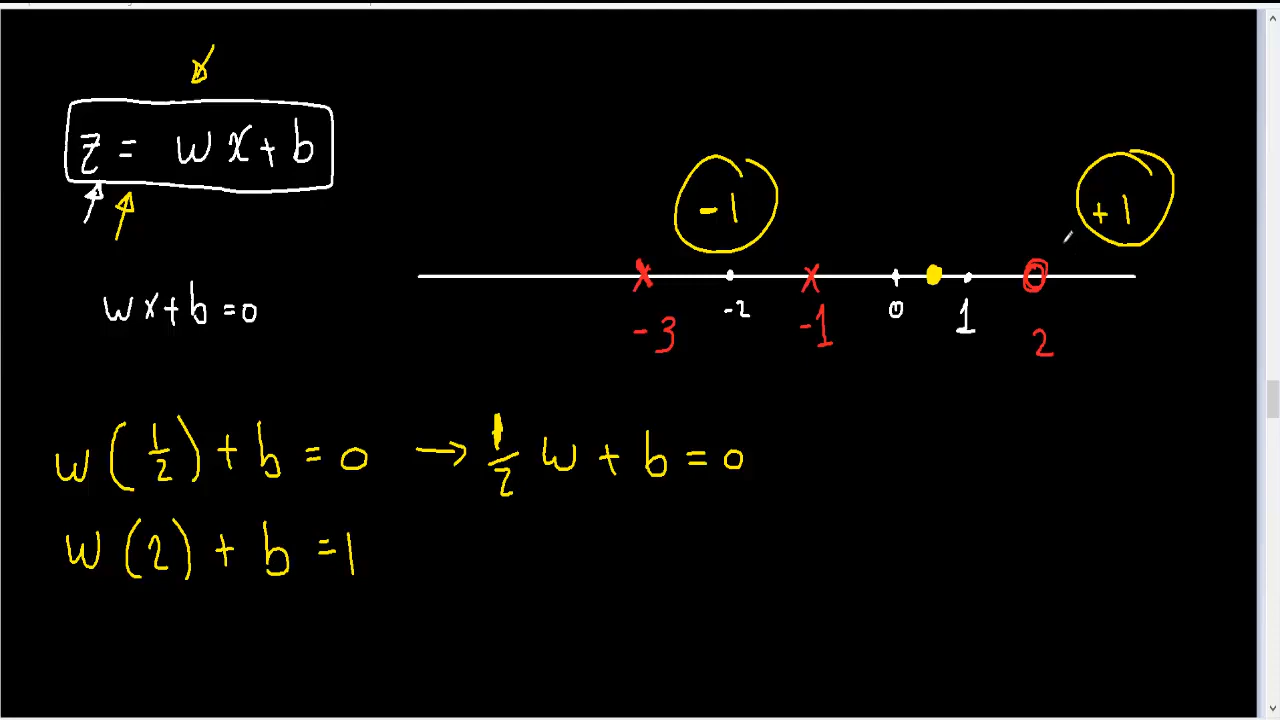 z = wx+b
-1
+1
wx+b=0
-3 -2 -1 0 1 2
w(1/2)+b=0 → 1/2 w+b=0
w(2)+b=1